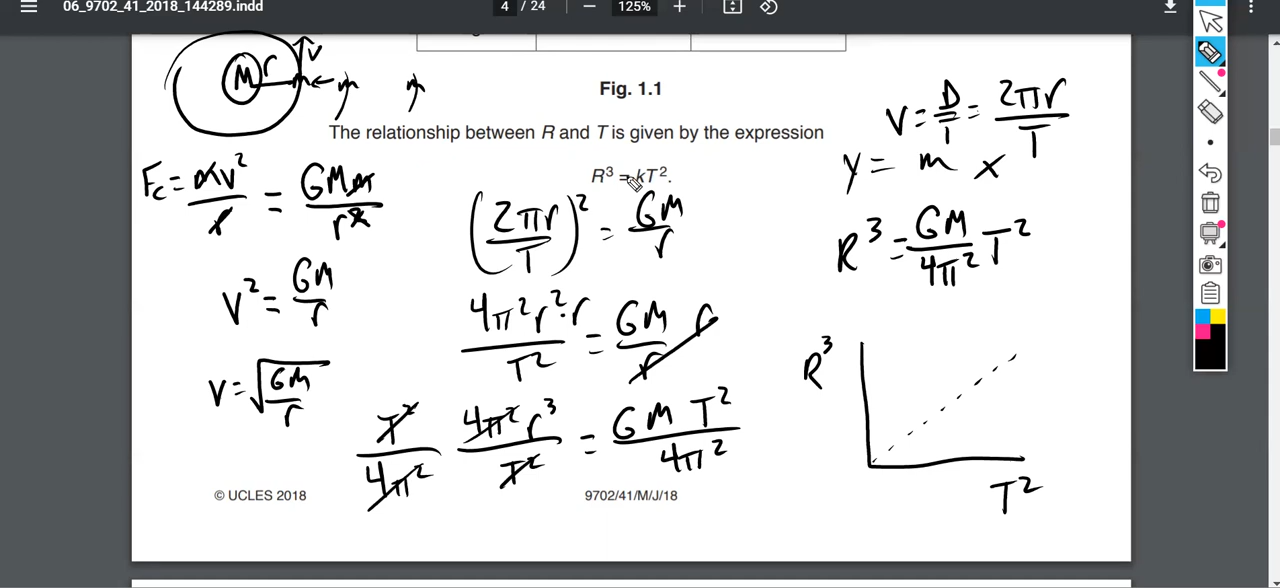 06_9702_41_2018_144289.indd
4 / 24
125%
M r v
m m
Fig. 1.1
The relationship between R and T is given by the expression
R³ = kT².
V = D/T = 2πr/T
y = m x
Fc = mv²/r = GMm/r²
(2πr/T)² = GM/r
R³ = GM/4π² T²
V² = GM/r
4π²r²·r/T² = GM/r r
V = √(GM/r)
T²/4π² 4π²r³/T² = GMT²/4π²
R³
T²
© UCLES 2018
9702/41/M/J/18